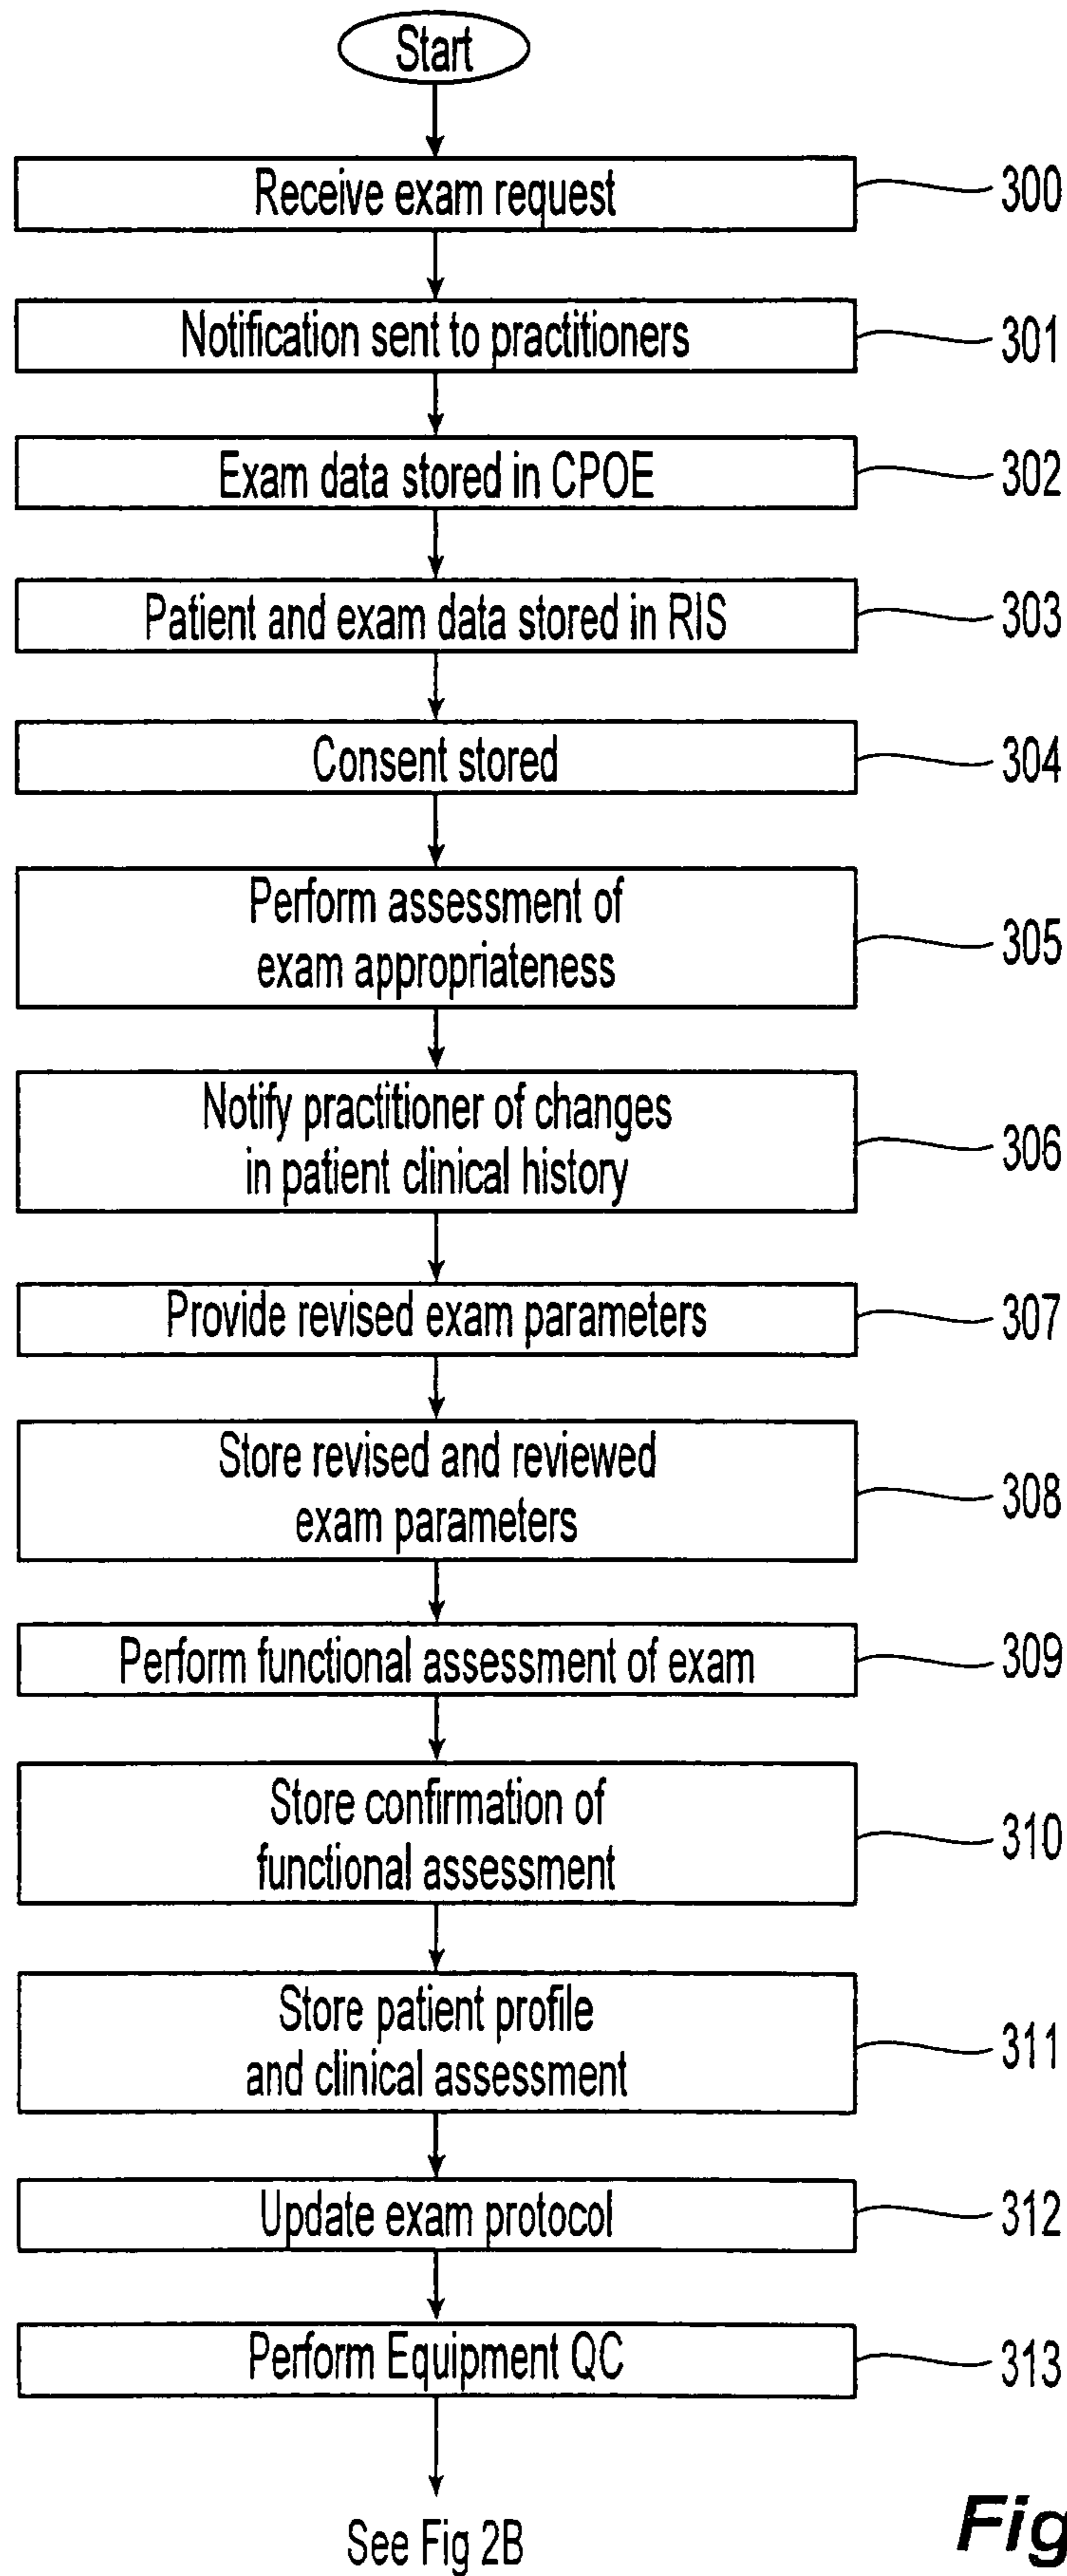 Start
Receive exam request
300
Notification sent to practitioners
301
Exam data stored in CPOE
302
Patient and exam data stored in RIS
303
Consent stored
304
Perform assessment of
exam appropriateness
305
Notify practitioner of changes
in patient clinical history
306
Provide revised exam parameters
307
Store revised and reviewed
exam parameters
308
Perform functional assessment of exam
309
Store confirmation of
functional assessment
310
Store patient profile
and clinical assessment
311
Update exam protocol
312
Perform Equipment QC
313
See Fig 2B
Fig